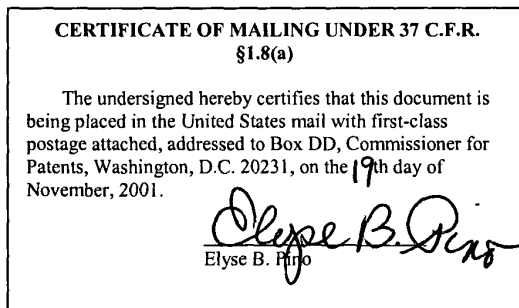 CERTIFICATE OF MAILING UNDER 37 C.F.R.
§1.8(a)
The undersigned hereby certifies that this document is
being placed in the United States mail with first-class
postage attached, addressed to Box DD, Commissioner for
Patents, Washington, D.C. 20231, on the 19th day of
November, 2001.
Elyse B. Pino
Elyse B. Pino